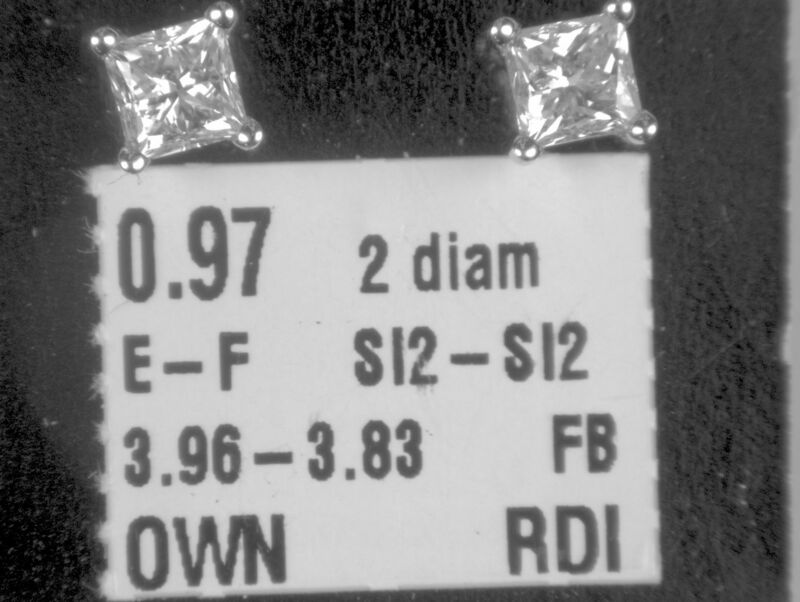 0.97 2 diam
E-F SI2-SI2
3.96-3.83 FB
OWN RDI